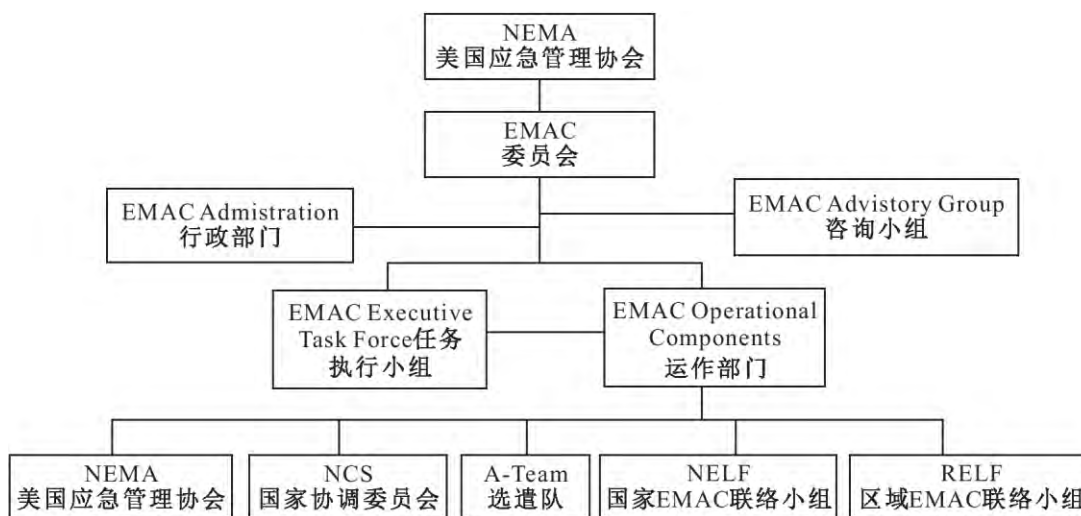 NEMA
美国应急管理协会
EMAC
委员会
EMAC Admistration
行政部门
EMAC Advistory Group
咨询小组
EMAC Executive
Task Force任务
执行小组
EMAC Operational
Components
运作部门
NEMA
美国应急管理协会
NCS
国家协调委员会
A-Team
选遣队
NELF
国家EMAC联络小组
RELF
区域EMAC联络小组